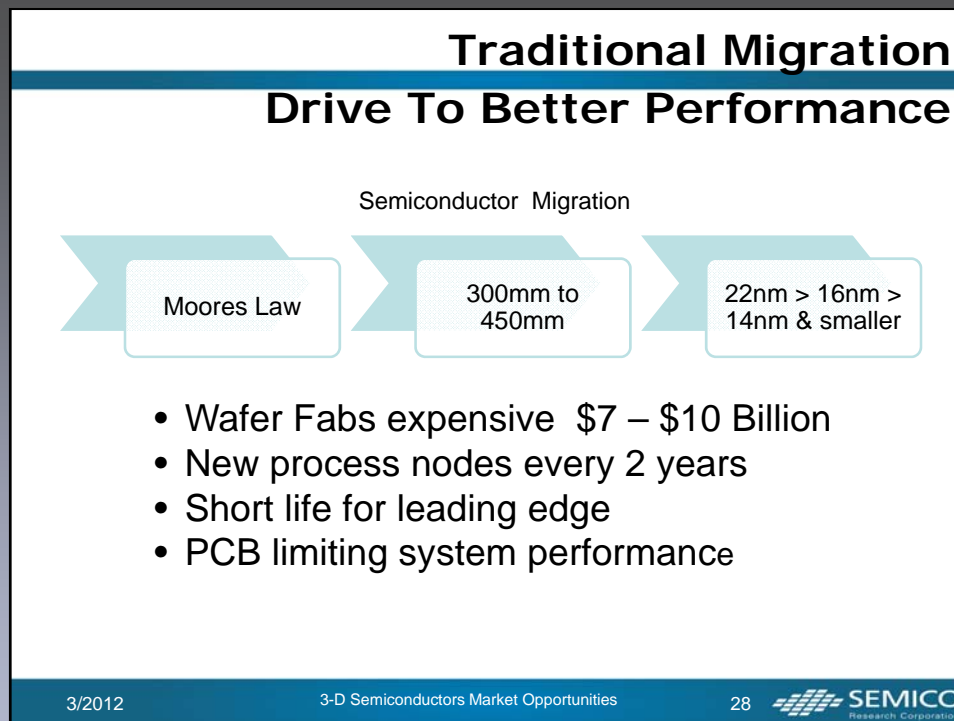 Traditional Migration
Drive To Better Performance
Semiconductor Migration
Moores Law
300mm to
450mm
22nm > 16nm >
14nm & smaller
• Wafer Fabs expensive $7 – $10 Billion
• New process nodes every 2 years
• Short life for leading edge
• PCB limiting system performance
3/2012
3-D Semiconductors Market Opportunities
28
SEMICO
Research Corporation